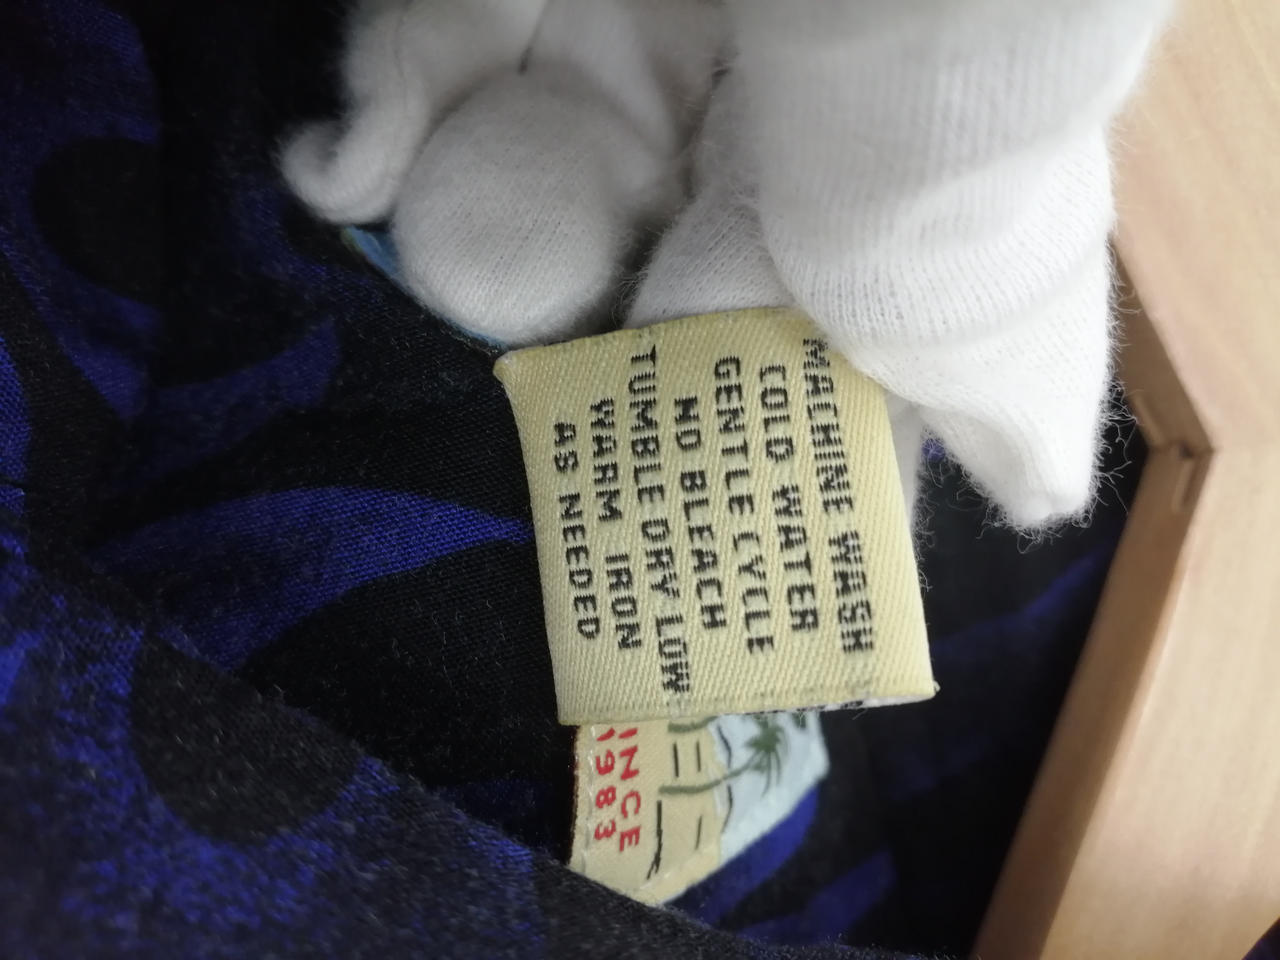 MACHINE WASH
COLD WATER
GENTLE CYCLE
NO BLEACH
TUMBLE DRY LOW
WARM IRON
AS NEEDED
INCE
1983